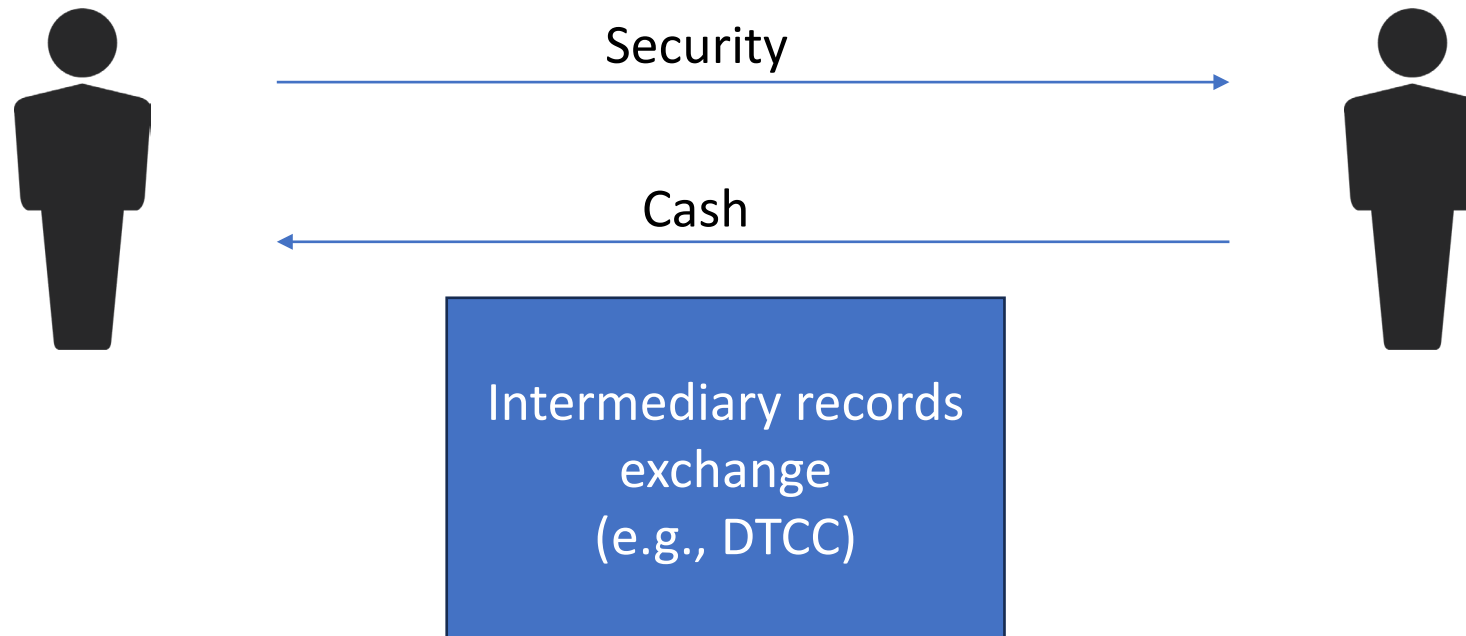 Security
Cash
Intermediary records
exchange
(e.g., DTCC)